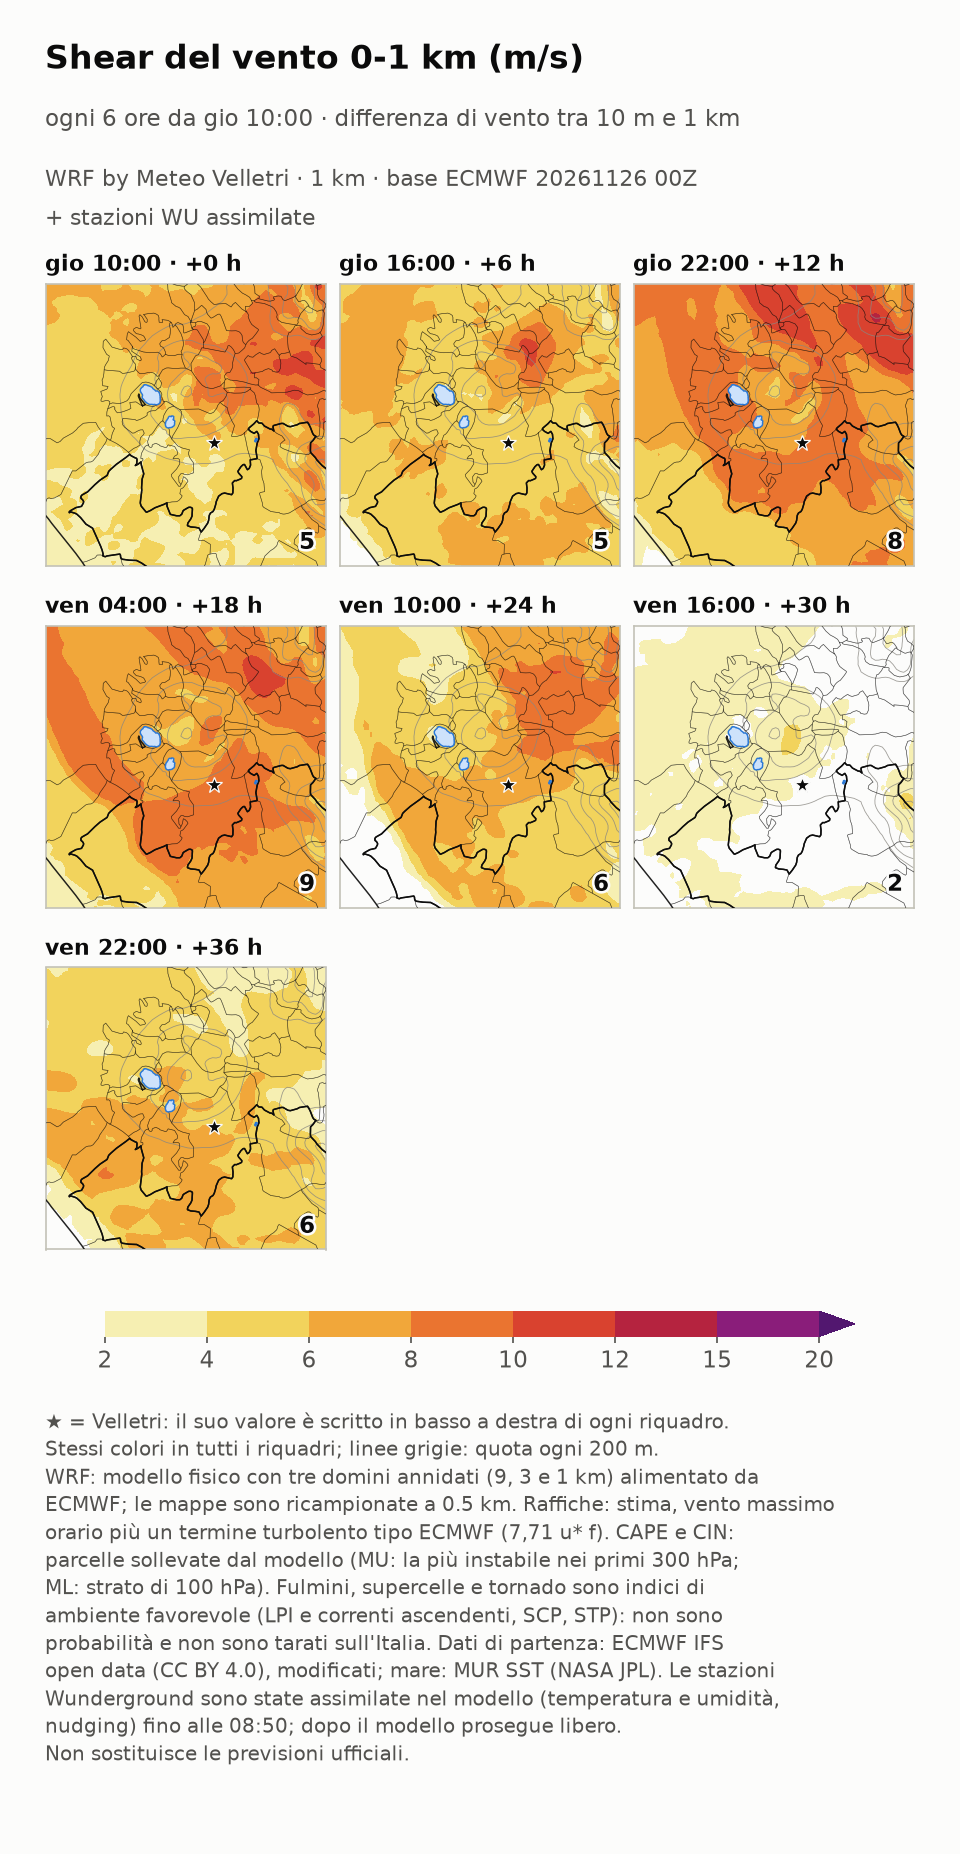 Shear del vento 0-1 km (m/s)
ogni 6 ore da gio 10:00 · differenza di vento tra 10 m e 1 km
WRF by Meteo Velletri · 1 km · base ECMWF 20261126 00Z
+ stazioni WU assimilate
gio 10:00 · +0 h
gio 16:00 · +6 h
gio 22:00 · +12 h
5
5
8
ven 04:00 · +18 h
ven 10:00 · +24 h
ven 16:00 · +30 h
9
6
2
ven 22:00 · +36 h
6
2 4 6 8 10 12 15 20
★ = Velletri: il suo valore è scritto in basso a destra di ogni riquadro.
Stessi colori in tutti i riquadri; linee grigie: quota ogni 200 m.
WRF: modello fisico con tre domini annidati (9, 3 e 1 km) alimentato da
ECMWF; le mappe sono ricampionate a 0.5 km. Raffiche: stima, vento massimo
orario più un termine turbolento tipo ECMWF (7,71 u* f). CAPE e CIN:
parcelle sollevate dal modello (MU: la più instabile nei primi 300 hPa;
ML: strato di 100 hPa). Fulmini, supercelle e tornado sono indici di
ambiente favorevole (LPI e correnti ascendenti, SCP, STP): non sono
probabilità e non sono tarati sull'Italia. Dati di partenza: ECMWF IFS
open data (CC BY 4.0), modificati; mare: MUR SST (NASA JPL). Le stazioni
Wunderground sono state assimilate nel modello (temperatura e umidità,
nudging) fino alle 08:50; dopo il modello prosegue libero.
Non sostituisce le previsioni ufficiali.